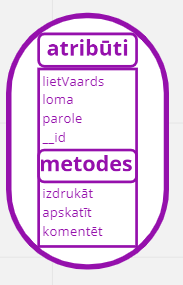 atribūti
lietVaards
loma
parole
__id
metodes
izdrukāt
apskatīt
komentēt